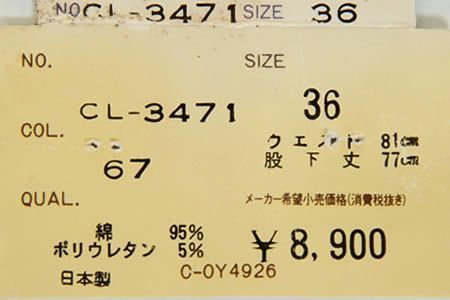 NO CL-3471 SIZE 36
NO. SIZE
CL-3471 36
COL. ウエスト 81cm
67 股下丈 77cm
QUAL. メーカー希望小売価格(消費税抜き)
綿 95% ¥8,900
ポリウレタン 5%
日本製 C-OY4926